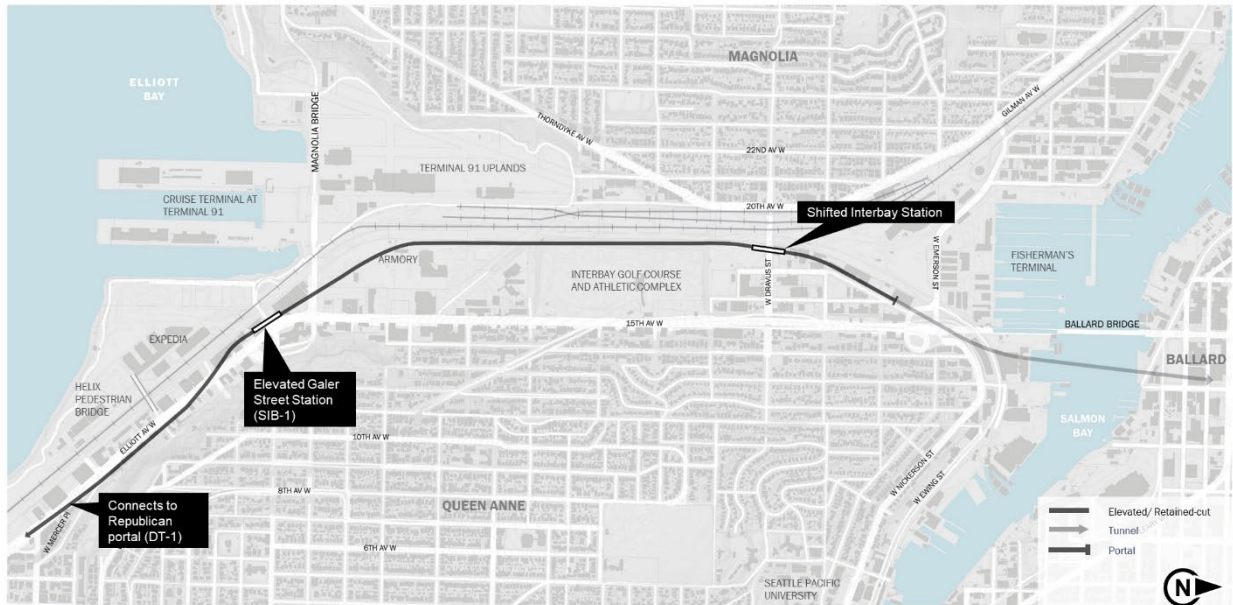 MAGNOLIA
ELLIOTT
BAY
MAGNOLIA BRIDGE
THORNDYKE AV W
GILMAN AV W
22ND AV W
TERMINAL 91 UPLANDS
CRUISE TERMINAL AT
TERMINAL 91
20TH AV W
Shifted Interbay Station
W EMERSON ST
FISHERMAN'S
TERMINAL
ARMORY
INTERBAY GOLF COURSE
AND ATHLETIC COMPLEX
W DRAVUS ST
15TH AV W
BALLARD BRIDGE
BALLARD
EXPEDIA
HELIX
PEDESTRIAN
BRIDGE
Elevated Galer
Street Station
(SIB-1)
ELLIOTT AV W
SALMON
BAY
10TH AV W
W NICKERSON ST
W EWING ST
8TH AV W
QUEEN ANNE
Connects to
Republican
portal (DT-1)
W MERCER PL
6TH AV W
SEATTLE PACIFIC
UNIVERSITY
Elevated/ Retained-cut
Tunnel
Portal
N